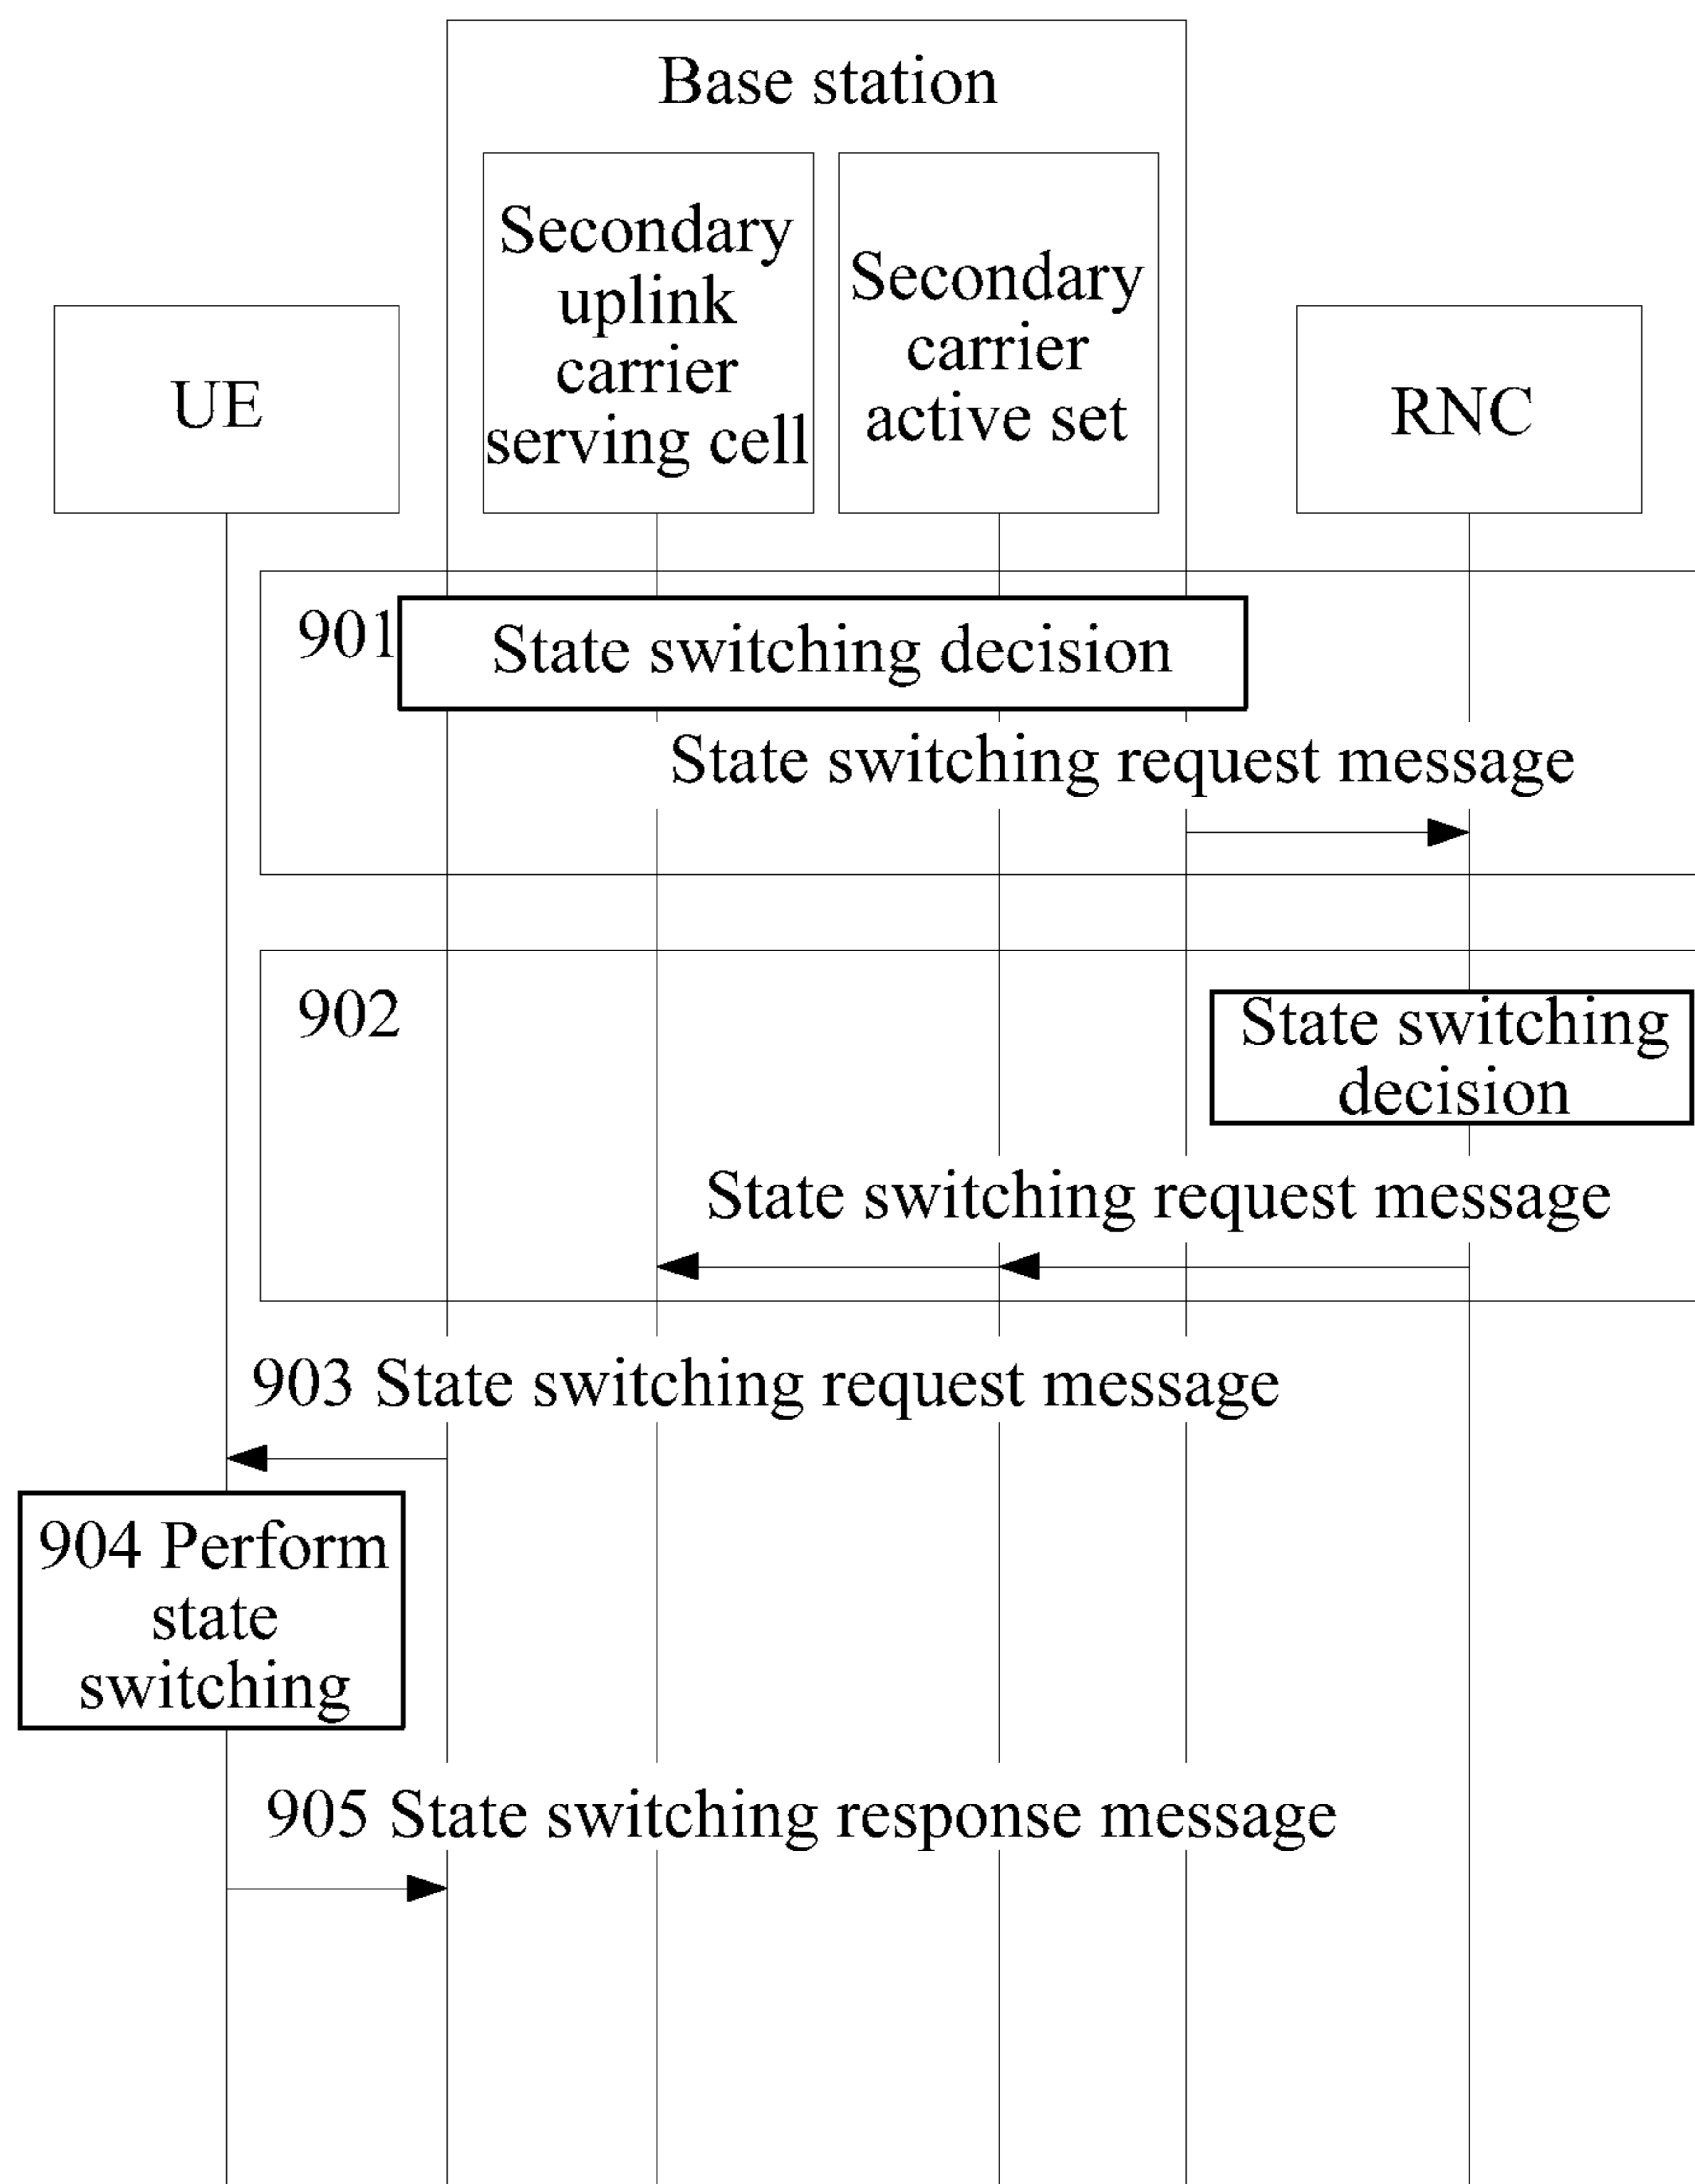 Base station
Secondary
uplink
carrier
serving cell
Secondary
carrier
active set
UE
RNC
901
State switching decision
State switching request message
902
State switching
decision
State switching request message
903 State switching request message
904 Perform
state
switching
905 State switching response message